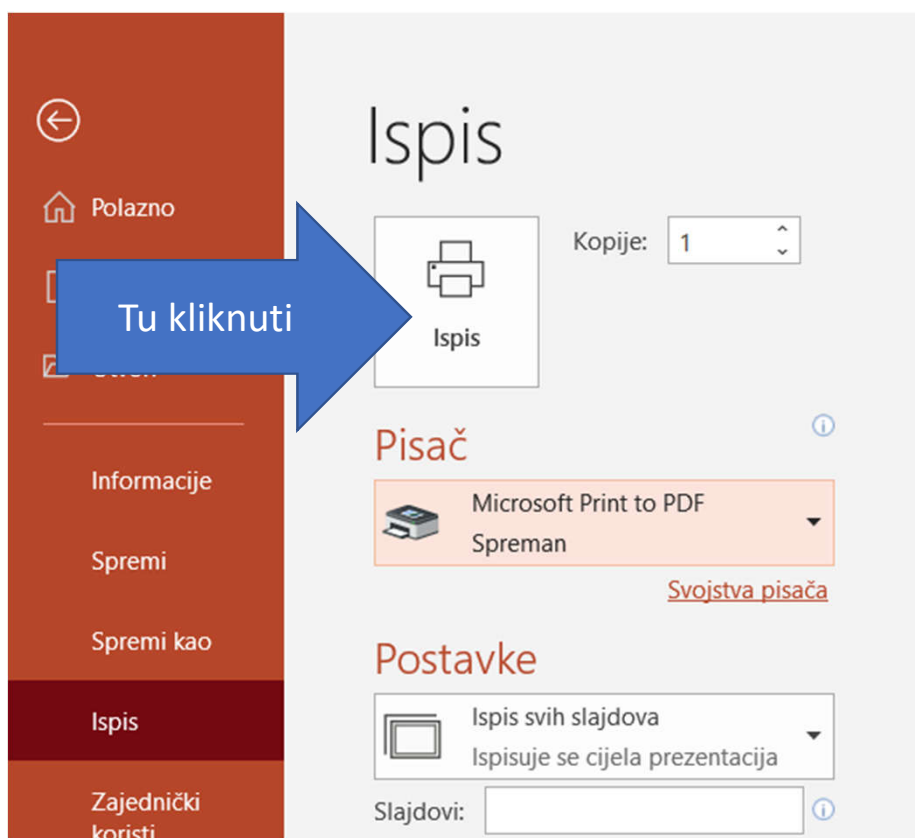 Ispis
Polazno
Kopije: 1
Tu kliknuti
Ispis
Pisač
Informacije
Microsoft Print to PDF
Spreman
Spremi
Svojstva pisača
Spremi kao
Postavke
Ispis
Ispis svih slajdova
Ispisuje se cijela prezentacija
Zajednički
koristi
Slajdovi: